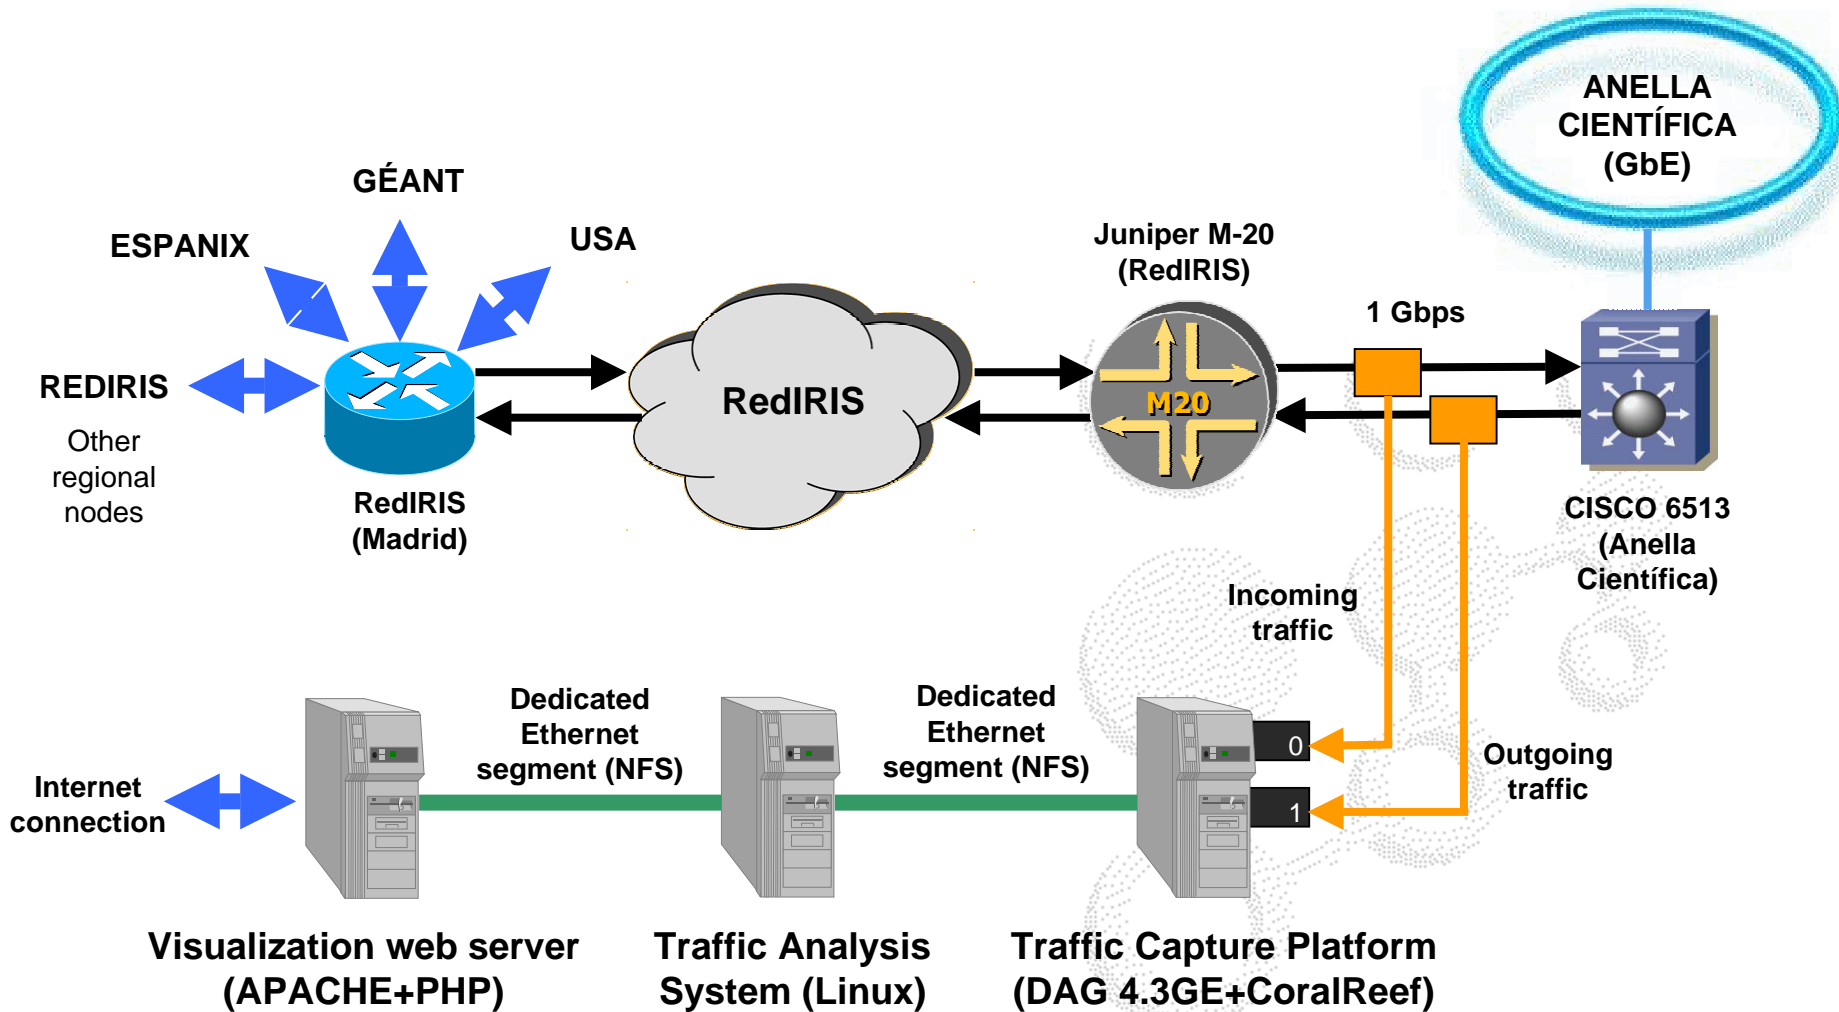 ANELLA
CIENTÍFICA
(GbE)
GÉANT
ESPANIX
USA
Juniper M-20
(RedIRIS)
1 Gbps
REDIRIS
Other
regional
nodes
RedIRIS
M20
RedIRIS
(Madrid)
CISCO 6513
(Anella
Científica)
Incoming
traffic
Dedicated
Ethernet
segment (NFS)
Dedicated
Ethernet
segment (NFS)
0
1
Outgoing
traffic
Internet
connection
Visualization web server
(APACHE+PHP)
Traffic Analysis
System (Linux)
Traffic Capture Platform
(DAG 4.3GE+CoralReef)